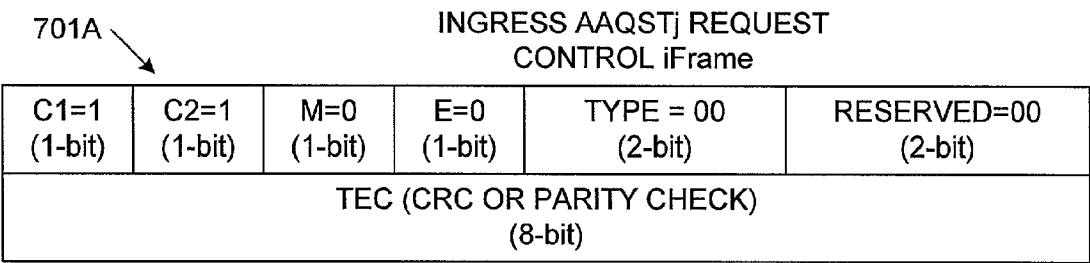 701A
INGRESS AAQSTj REQUEST
CONTROL iFrame
C1=1 C2=1 M=0 E=0 TYPE = 00 RESERVED=00
(1-bit) (1-bit) (1-bit) (1-bit) (2-bit) (2-bit)
TEC (CRC OR PARITY CHECK)
(8-bit)